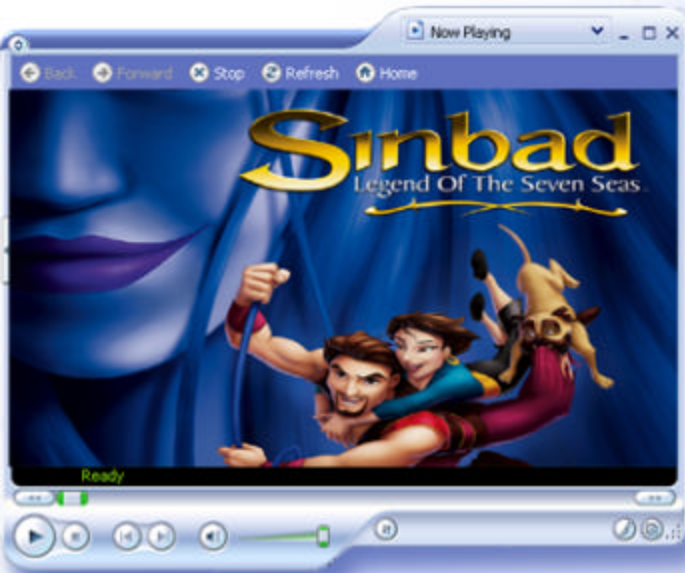 Now Playing
Back Forward Stop Refresh Home
Sinbad
Legend Of The Seven Seas
Ready